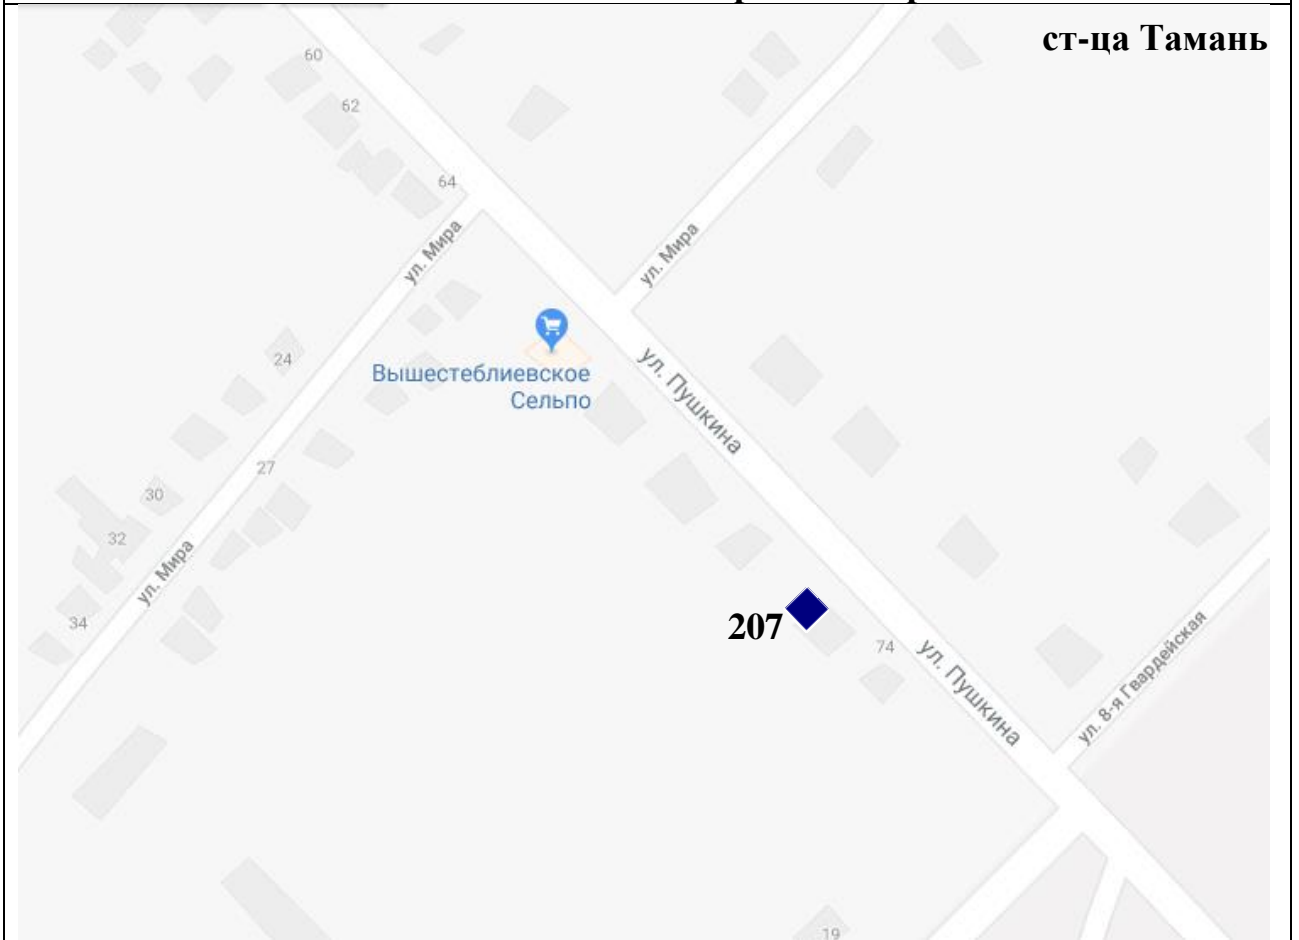 ст-ца Тамань
60
62
64
ул. Мира
ул. Мира
24
Вышестеблиевское
Сельпо
ул. Пушкина
27
30
32
ул. Мира
34
207
74
ул. Пушкина
ул. 8-я Гвардейская
19